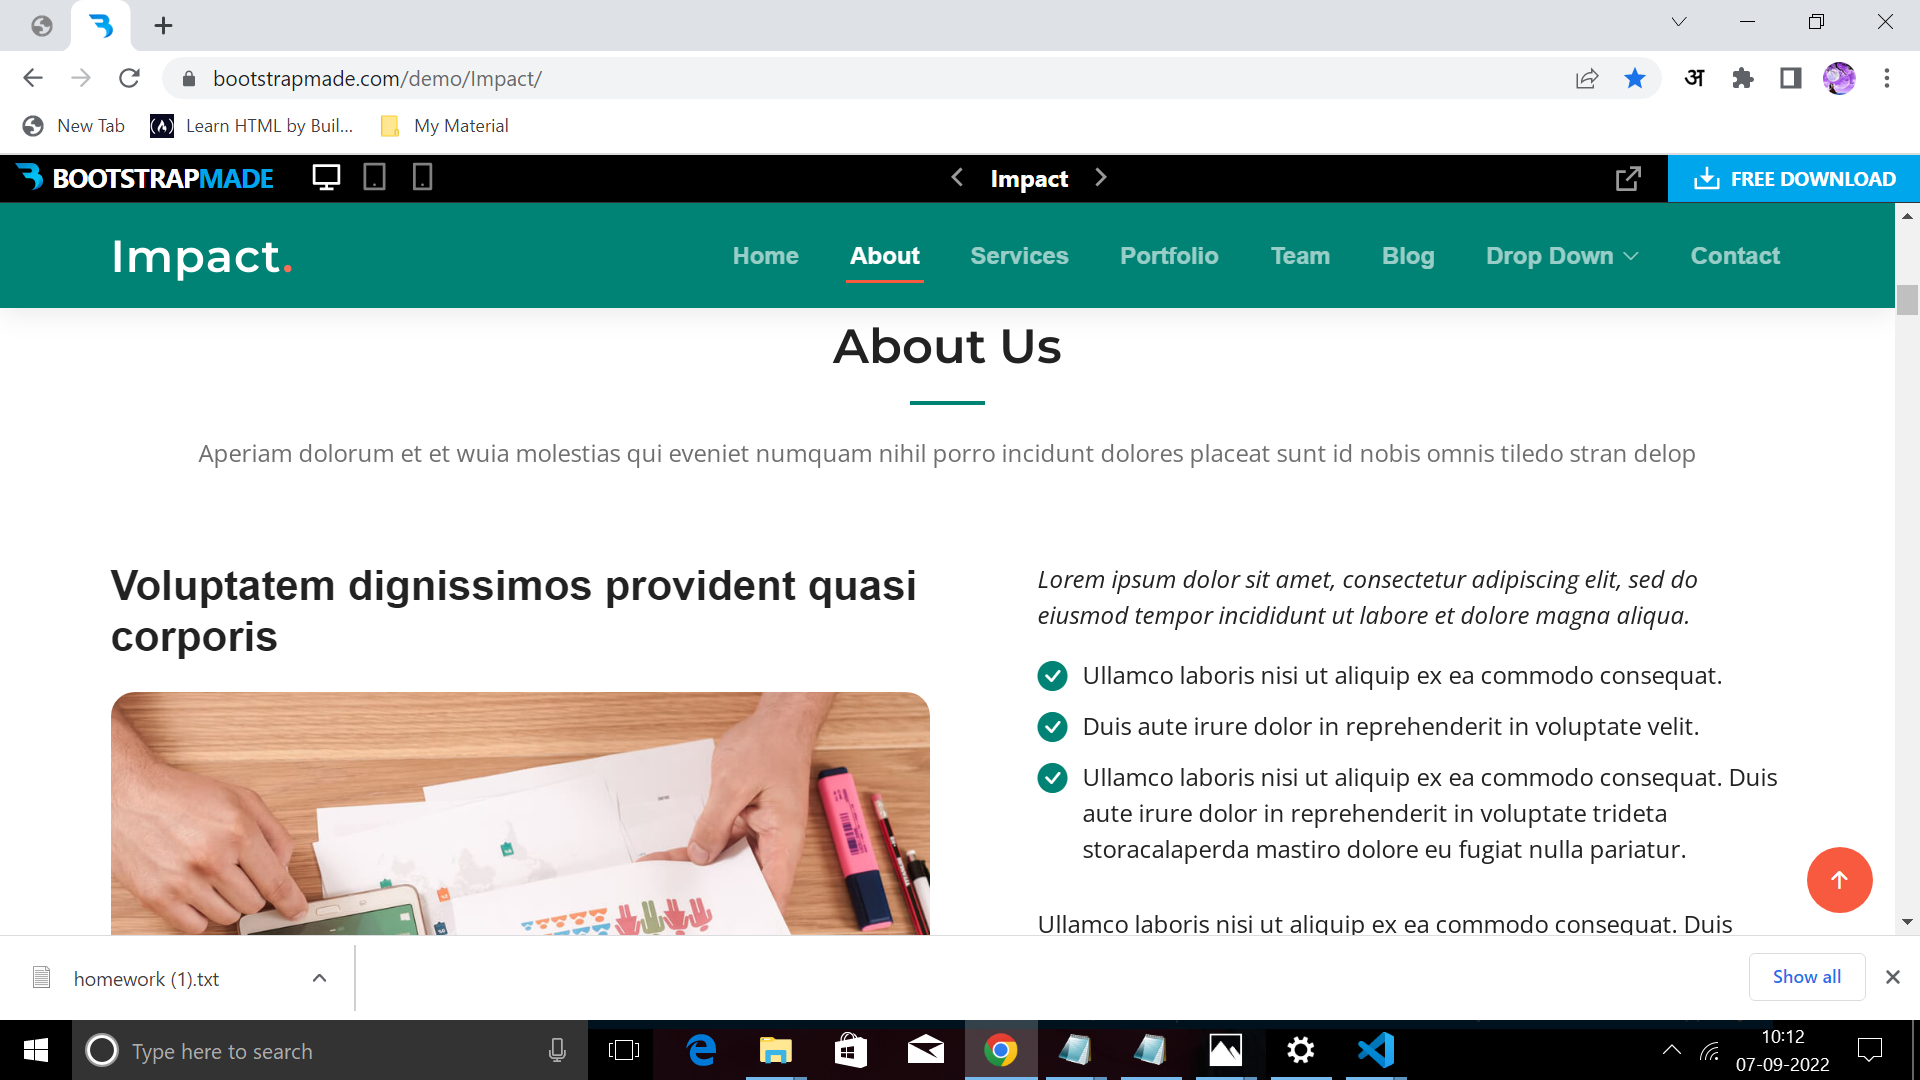 bootstrapmade.com/demo/Impact/
अ
New Tab
Learn HTML by Buil...
My Material
BOOTSTRAPMADE
Impact
FREE DOWNLOAD
Impact.
Home
About
Services
Portfolio
Team
Blog
Drop Down
Contact
About Us
Aperiam dolorum et et wuia molestias qui eveniet numquam nihil porro incidunt dolores placeat sunt id nobis omnis tiledo stran delop
Voluptatem dignissimos provident quasi
corporis
Lorem ipsum dolor sit amet, consectetur adipiscing elit, sed do
eiusmod tempor incididunt ut labore et dolore magna aliqua.
Ullamco laboris nisi ut aliquip ex ea commodo consequat.
Duis aute irure dolor in reprehenderit in voluptate velit.
Ullamco laboris nisi ut aliquip ex ea commodo consequat. Duis
aute irure dolor in reprehenderit in voluptate trideta
storacalaperda mastiro dolore eu fugiat nulla pariatur.
Ullamco laboris nisi ut aliquip ex ea commodo consequat. Duis
homework (1).txt
Show all
Type here to search
10:12
07-09-2022